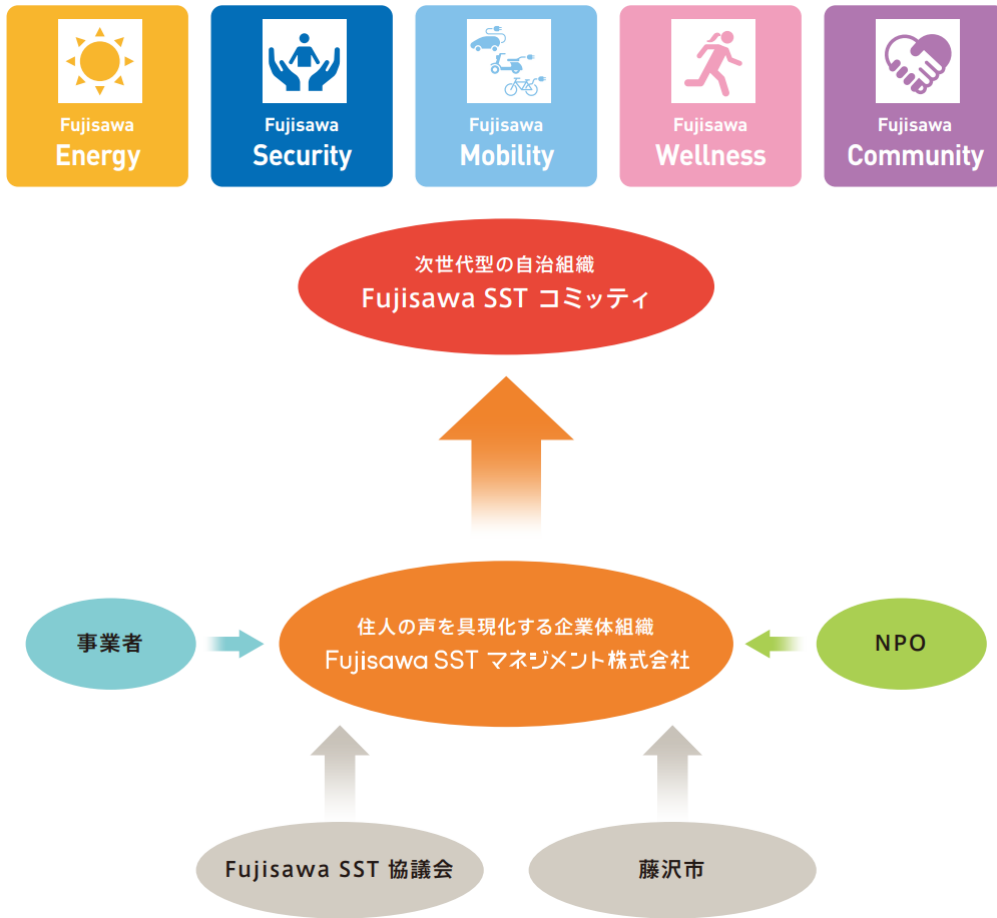 Fujisawa
Energy
Fujisawa
Security
Fujisawa
Mobility
Fujisawa
Wellness
Fujisawa
Community
次世代型の自治組織
Fujisawa SST コミッティ
事業者
住人の声を具現化する企業体組織
Fujisawa SST マネジメント株式会社
NPO
Fujisawa SST 協議会
藤沢市